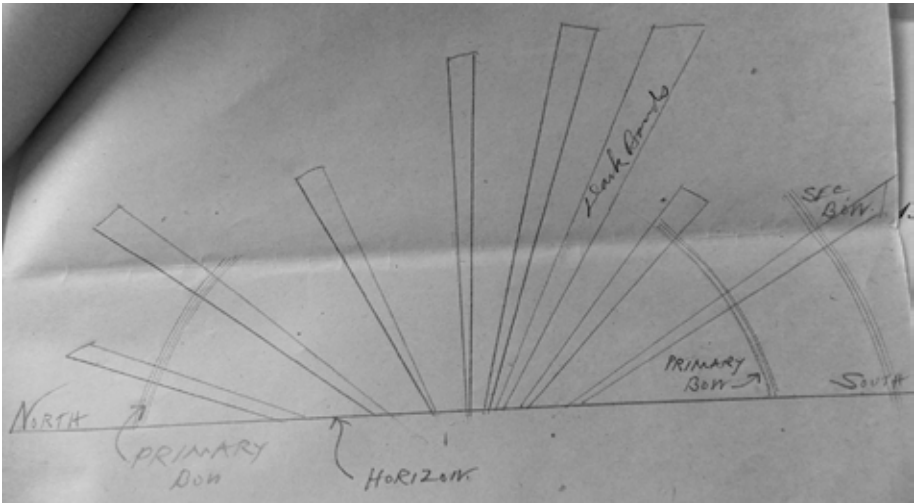 Dark Bands
SEC
BOW.
PRIMARY
BOW
SOUTH
NORTH
PRIMARY
BOW
HORIZON.